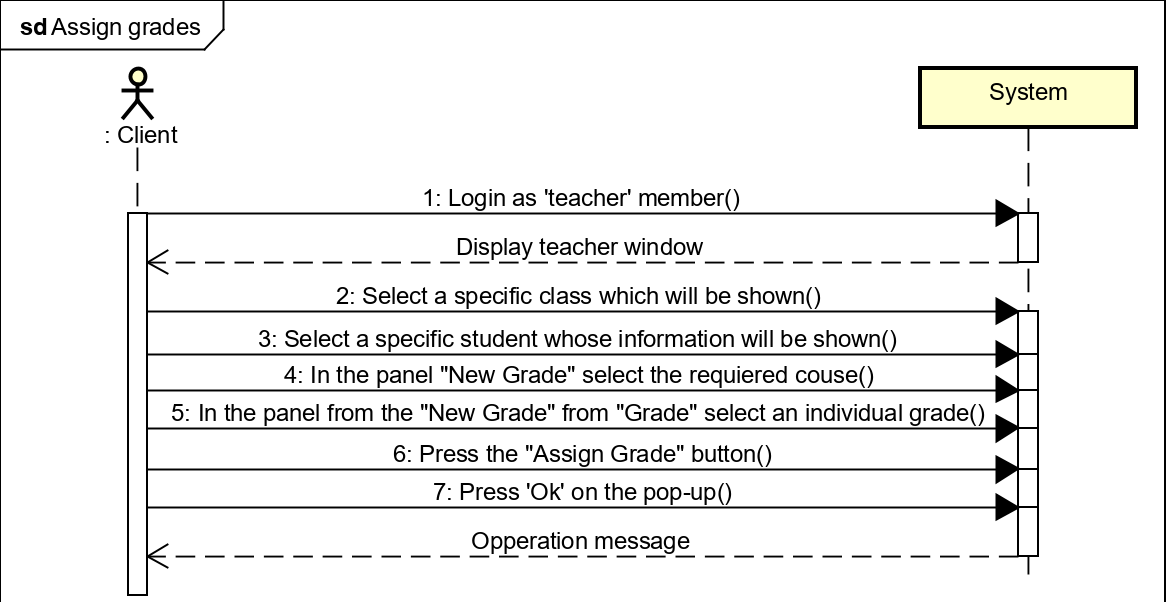 sd Assign grades
: Client
System
1: Login as 'teacher' member()
Display teacher window
2: Select a specific class which will be shown()
3: Select a specific student whose information will be shown()
4: In the panel "New Grade" select the requiered couse()
5: In the panel from the "New Grade" from "Grade" select an individual grade()
6: Press the "Assign Grade" button()
7: Press 'Ok' on the pop-up()
Opperation message